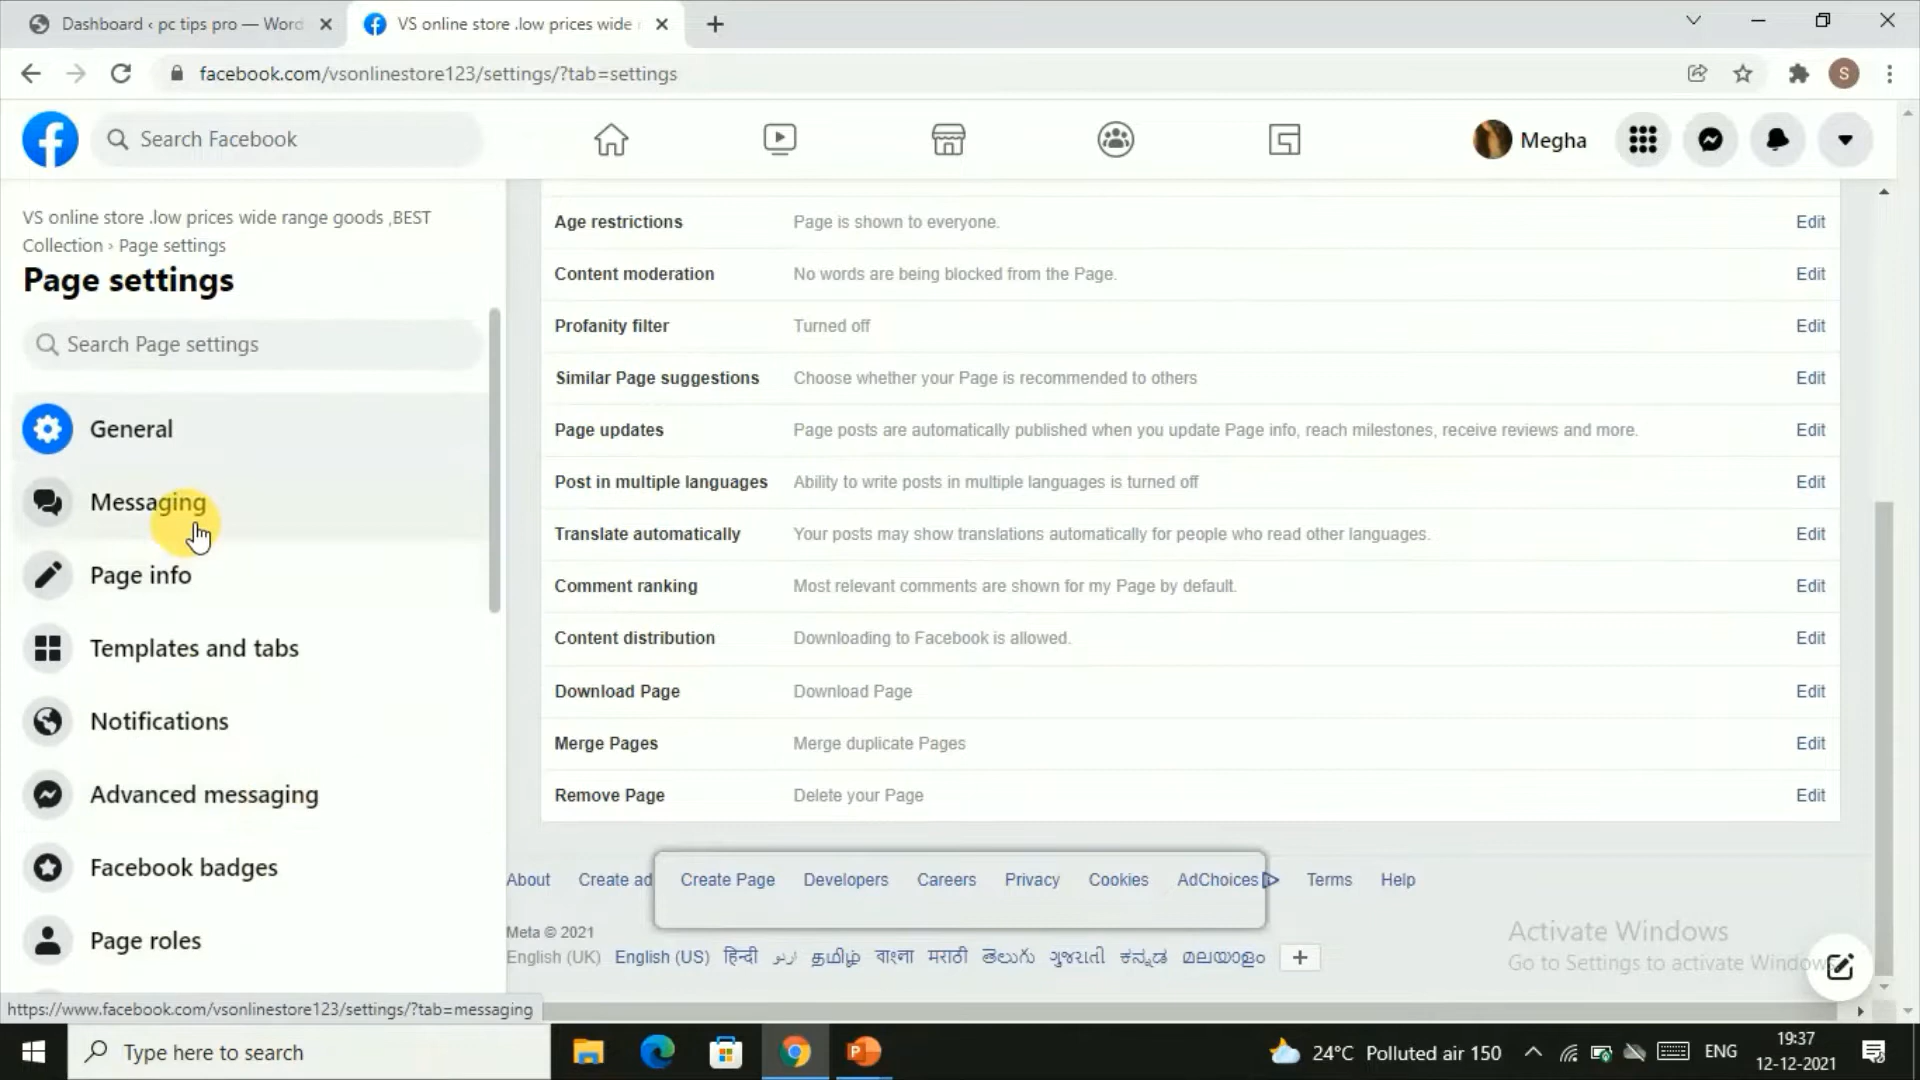 Dashboard ‹ pc tips pro — Word
VS online store .low prices wide
facebook.com/vsonlinestore123/settings/?tab=settings
S
Search Facebook
Megha
VS online store .low prices wide range goods ,BEST
Collection › Page settings
Page settings
Search Page settings
General
Messaging
Page info
Templates and tabs
Notifications
Advanced messaging
Facebook badges
Page roles
Age restrictions Page is shown to everyone. Edit
Content moderation No words are being blocked from the Page. Edit
Profanity filter Turned off Edit
Similar Page suggestions Choose whether your Page is recommended to others Edit
Page updates Page posts are automatically published when you update Page info, reach milestones, receive reviews and more. Edit
Post in multiple languages Ability to write posts in multiple languages is turned off Edit
Translate automatically Your posts may show translations automatically for people who read other languages. Edit
Comment ranking Most relevant comments are shown for my Page by default. Edit
Content distribution Downloading to Facebook is allowed. Edit
Download Page Download Page Edit
Merge Pages Merge duplicate Pages Edit
Remove Page Delete your Page Edit
About Create ad Create Page Developers Careers Privacy Cookies AdChoices Terms Help
Meta © 2021
English (UK) English (US) हिन्दी اردو தமிழ் বাংলা मराठी తెలుగు ગુજરાતી ಕನ್ನಡ മലയാളം +
Activate Windows
Go to Settings to activate Windows
https://www.facebook.com/vsonlinestore123/settings/?tab=messaging
Type here to search
24°C Polluted air 150
ENG
19:37
12-12-2021